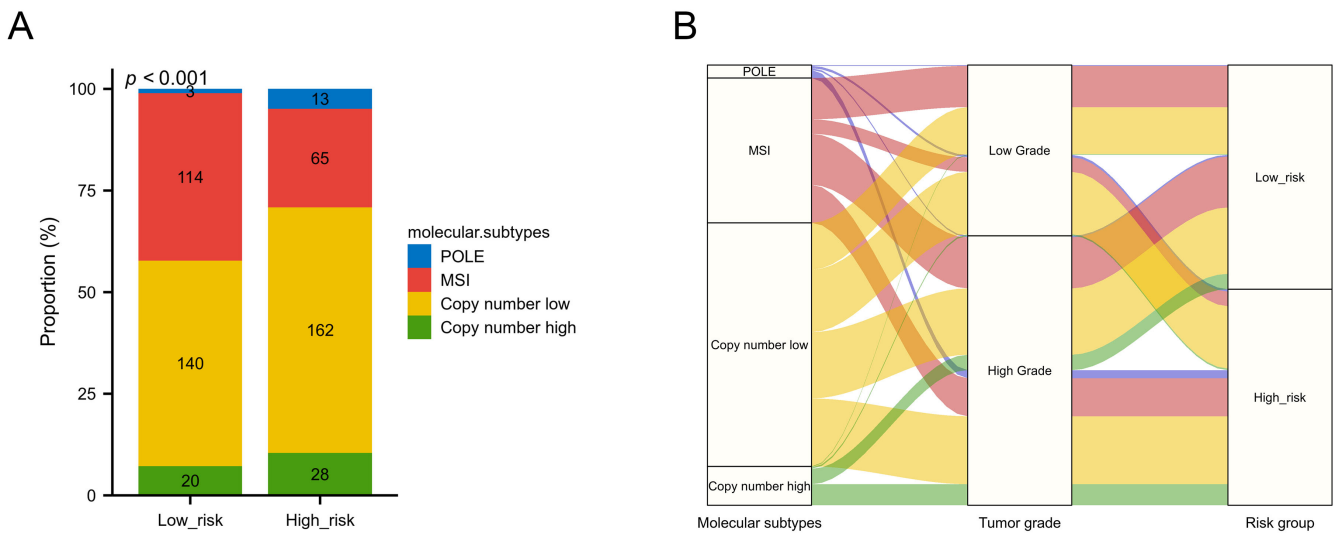 A
p < 0.001
Proportion (%)
100
75
50
25
0
3
114
140
20
13
65
162
28
Low_risk
High_risk
molecular.subtypes
POLE
MSI
Copy number low
Copy number high
B
POLE
MSI
Copy number low
Copy number high
Low Grade
High Grade
Low_risk
High_risk
Molecular subtypes
Tumor grade
Risk group